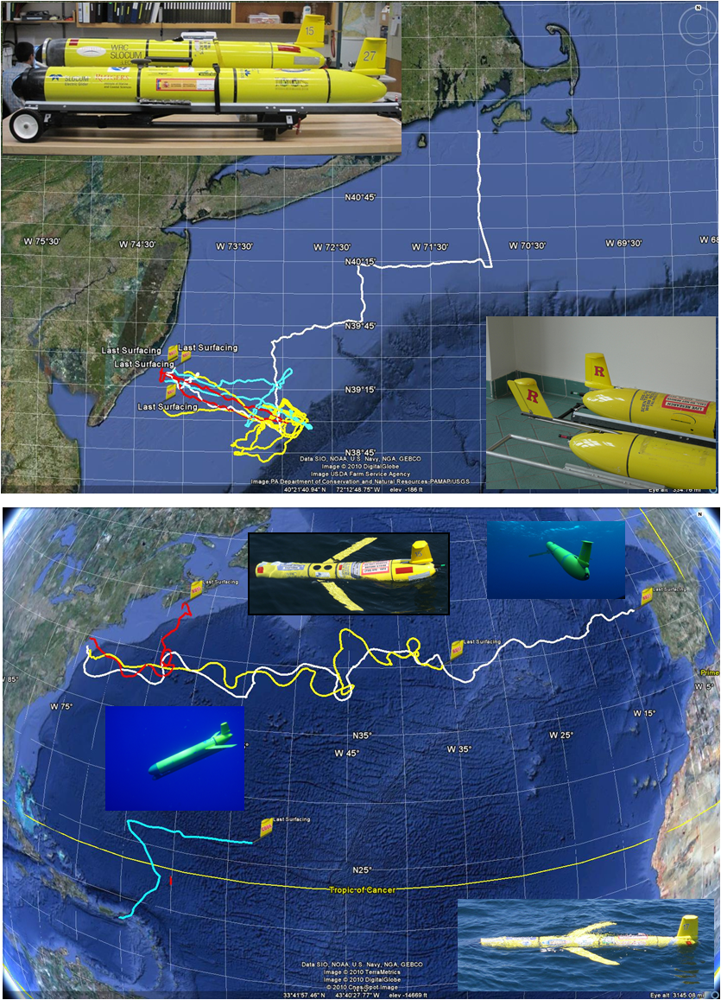 15
WRC
SLOCUM
27
SLOCUM
RUTGERS
N
N40°45'
W 75°30'
W 74°30'
W 73°30'
W 72°30'
W 71°30'
W 70°30'
W 69°30'
W 68
N40°15'
N39°45'
Last Surfacing
Last Surfacing
Last Surfacing
N39°15'
Last Surfacing
R
R
N38°45'
Data SIO, NOAA, U.S. Navy, NGA, GEBCO
Image © 2010 DigitalGlobe
Image USDA Farm Service Agency
Image PA Department of Conservation and Natural Resources-PAMAP/USGS
40°21'40.94" N 72°12'48.75" W elev -186 ft
Eye alt 334.76 mi
N
Last Surfacing
Last Surfacing
Last Surfacing
Prime
W 85°
W 5°
W 75°
W 15°
N35°
W 25°
W 45°
W 35°
Last Surfacing
N25°
Tropic of Cancer
Data SIO, NOAA, U.S. Navy, NGA, GEBCO
Image © 2010 TerraMetrics
Image © 2010 DigitalGlobe
© 2010 Cnes/Spot Image
33°41'57.46" N 43°40'27.77" W elev -14669 ft
Eye alt 3145.08 mi